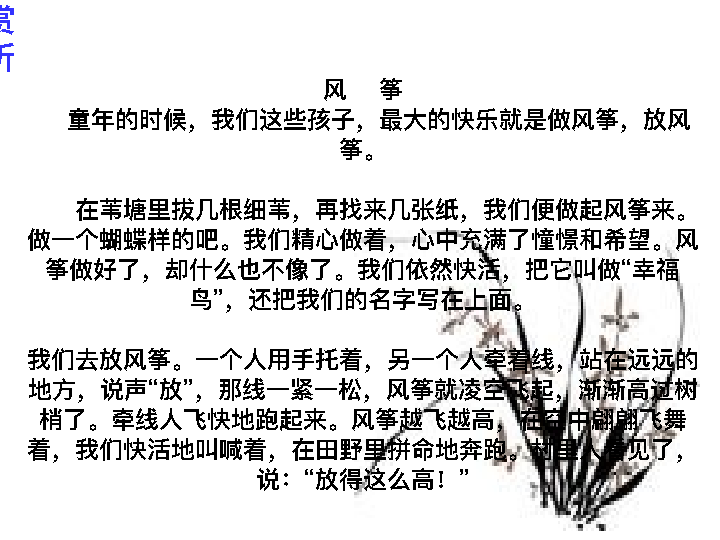 赏
析
风 筝
童年的时候，我们这些孩子，最大的快乐就是做风筝，放风
筝。
在苇塘里拔几根细苇，再找来几张纸，我们便做起风筝来。
做一个蝴蝶样的吧。我们精心做着，心中充满了憧憬和希望。风
筝做好了，却什么也不像了。我们依然快活，把它叫做“幸福
鸟”，还把我们的名字写在上面。
我们去放风筝。一个人用手托着，另一个人牵着线，站在远远的
地方，说声“放”，那线一紧一松，风筝就凌空飞起，渐渐高过树
梢了。牵线人飞快地跑起来。风筝越飞越高，在空中翩翩飞舞
着，我们快活地叫喊着，在田野里拼命地奔跑。村里人看见了，
说：“放得这么高！”